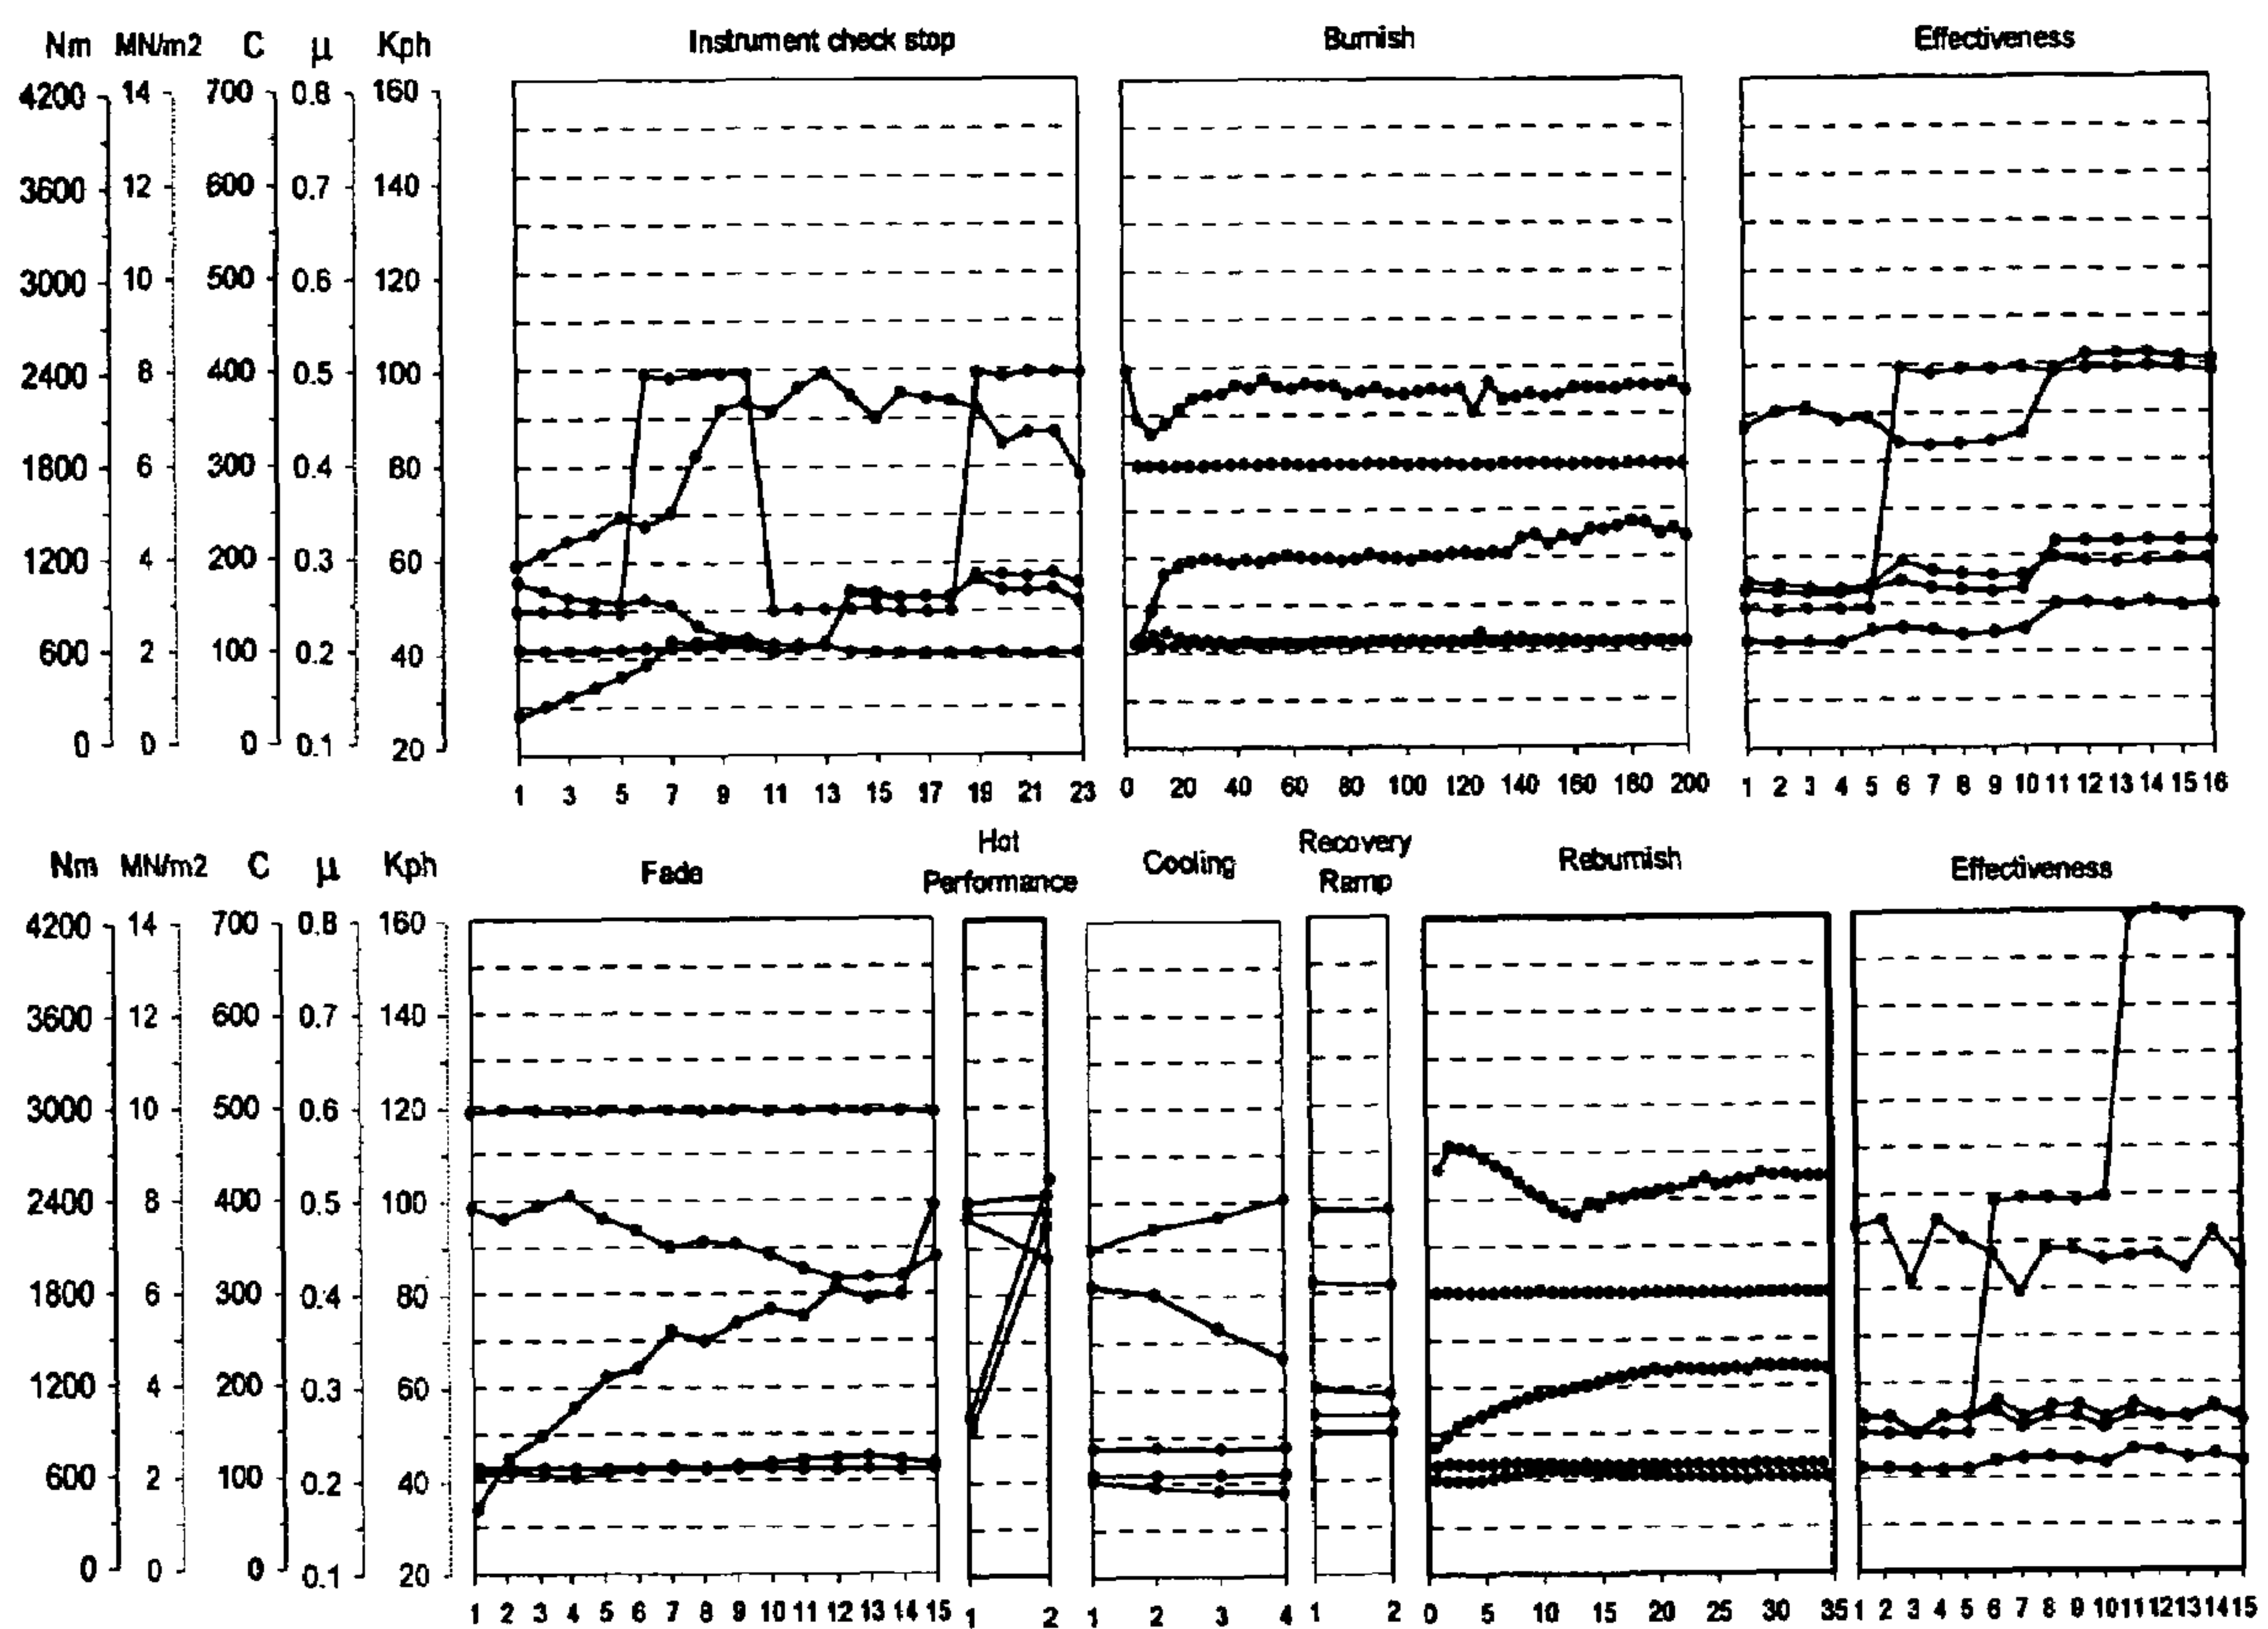 Nm MN/m2 C μ Kph Instrument check stop Burnish Effectiveness
4200 14 700 0.8 160
3600 12 600 0.7 140
3000 10 500 0.6 120
2400 8 400 0.5 100
1800 6 300 0.4 80
1200 4 200 0.3 60
600 2 100 0.2 40
0 0 0 0.1 20
1 3 5 7 9 11 13 15 17 19 21 23 0 20 40 60 80 100 120 140 160 180 200 1 2 3 4 5 6 7 8 9 10 11 12 13 14 15 16
Nm MN/m2 C μ Kph Fade Hot Performance Cooling Recovery Ramp Reburnish Effectiveness
4200 14 700 0.8 160
3600 12 600 0.7 140
3000 10 500 0.6 120
2400 8 400 0.5 100
1800 6 300 0.4 80
1200 4 200 0.3 60
600 2 100 0.2 40
0 0 0 0.1 20
1 2 3 4 5 6 7 8 9 10 11 12 13 14 15 1 2 1 2 3 4 1 2 0 5 10 15 20 25 30 35 1 2 3 4 5 6 7 8 9 10 11 12 13 14 15